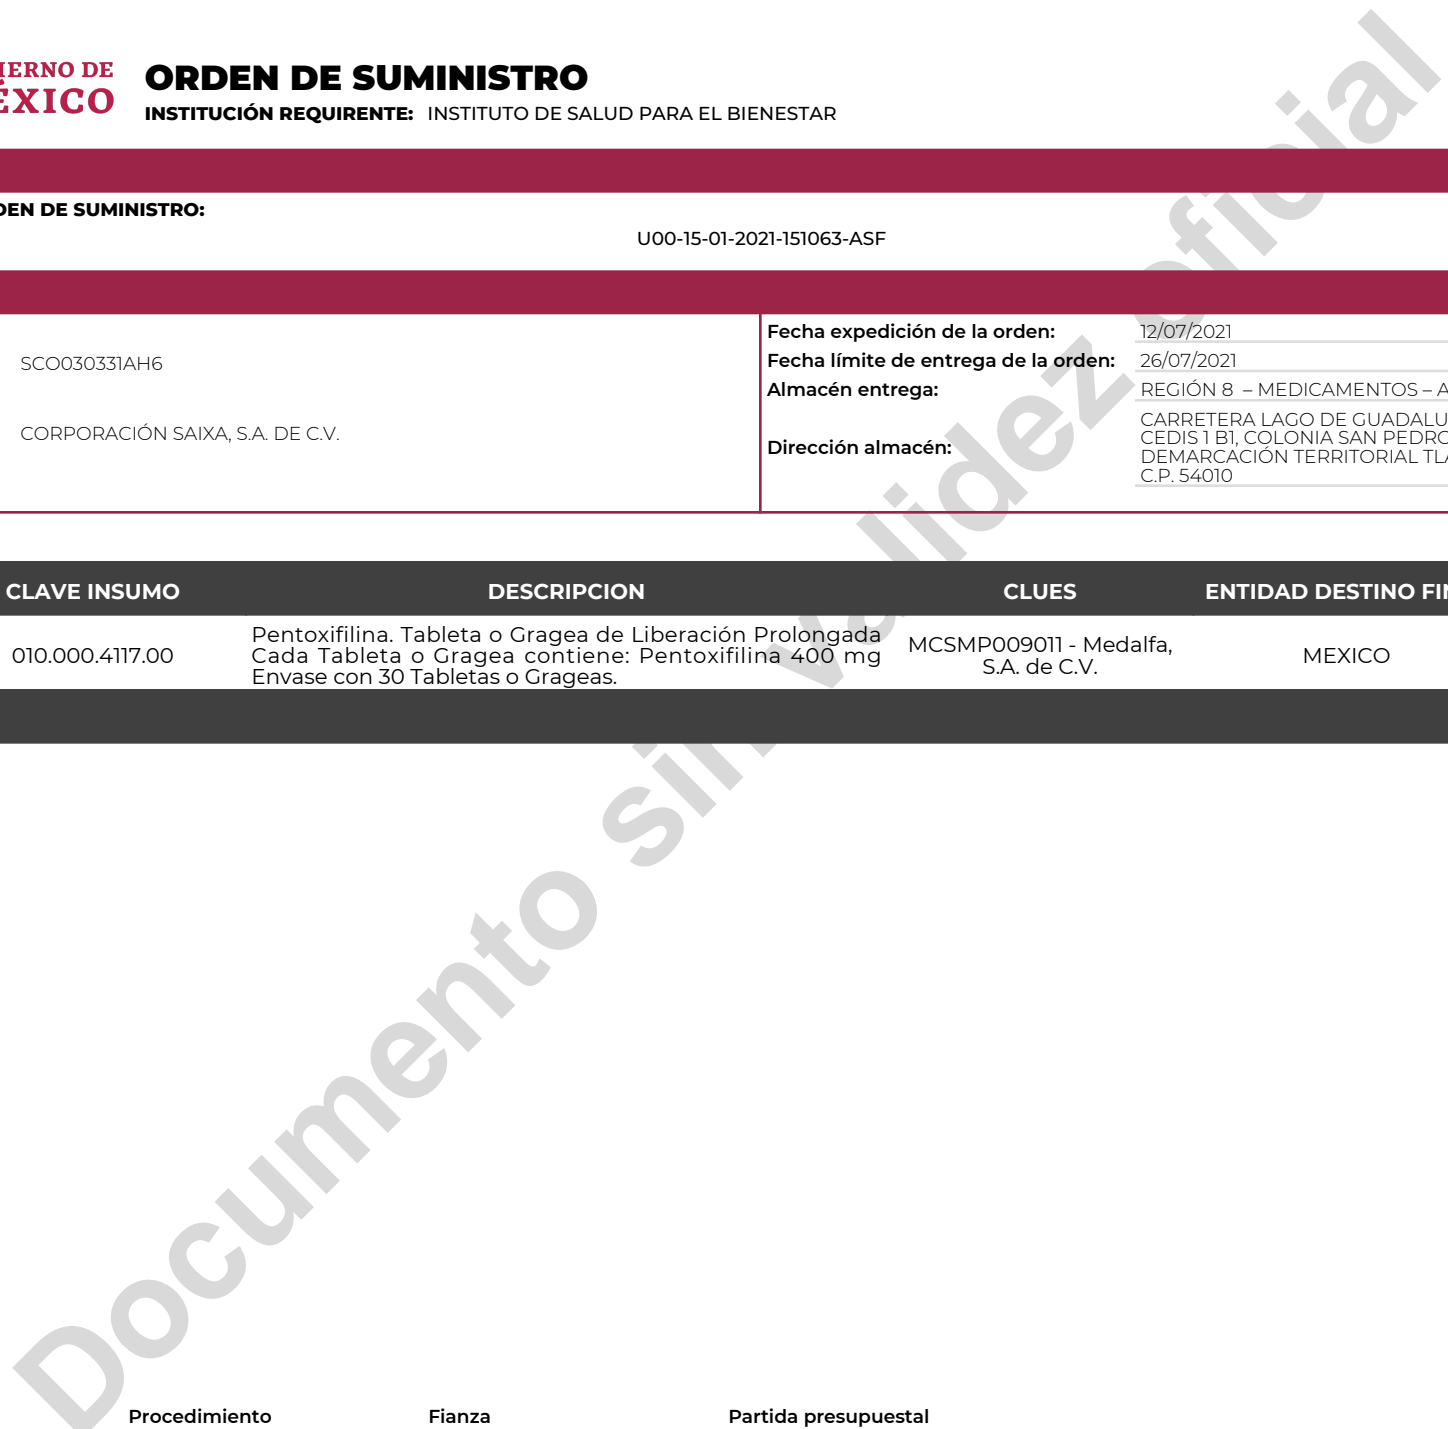 IERNO DE
ÉXICO
ORDEN DE SUMINISTRO
INSTITUCIÓN REQUIRENTE: INSTITUTO DE SALUD PARA EL BIENESTAR
DEN DE SUMINISTRO:
U00-15-01-2021-151063-ASF
SCO030331AH6
CORPORACIÓN SAIXA, S.A. DE C.V.
Fecha expedición de la orden: 12/07/2021
Fecha límite de entrega de la orden: 26/07/2021
Almacén entrega: REGIÓN 8 – MEDICAMENTOS – A
Dirección almacén:
CARRETERA LAGO DE GUADALU
CEDIS 1 B1, COLONIA SAN PEDRO
DEMARCACIÓN TERRITORIAL TLA
C.P. 54010
CLAVE INSUMO DESCRIPCION CLUES ENTIDAD DESTINO FIN
010.000.4117.00
Pentoxifilina. Tableta o Gragea de Liberación Prolongada
Cada Tableta o Gragea contiene: Pentoxifilina 400 mg
Envase con 30 Tabletas o Grageas.
MCSMP009011 - Medalfa,
S.A. de C.V.
MEXICO
Documento sin validez oficial
Procedimiento Fianza Partida presupuestal